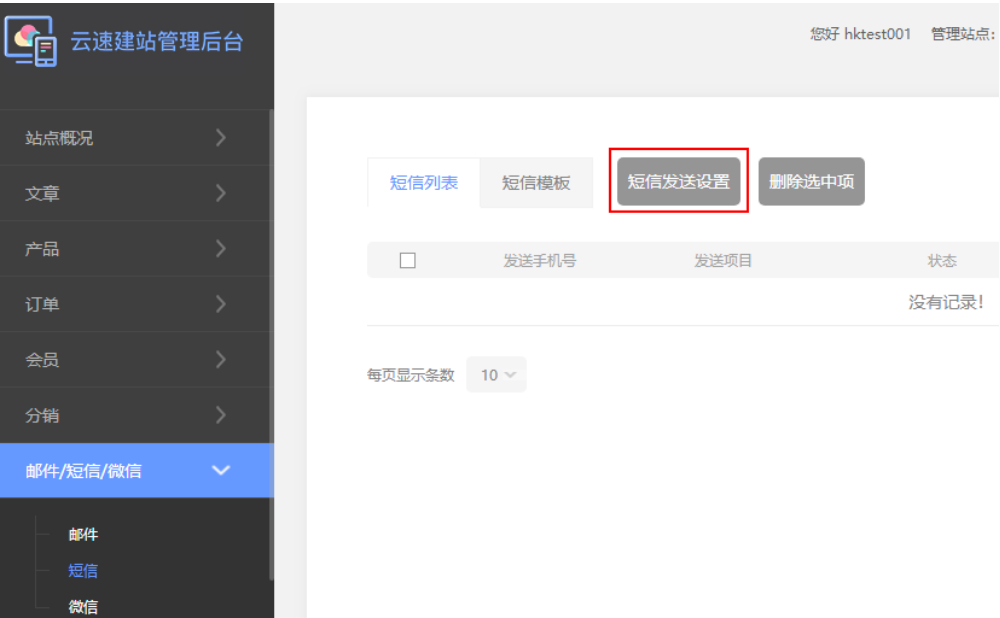 云速建站管理后台
您好 hktest001 管理站点：
站点概况
文章
产品
订单
会员
分销
邮件/短信/微信
邮件
短信
微信
短信列表 短信模板 短信发送设置 删除选中项
发送手机号 发送项目 状态
没有记录！
每页显示条数 10